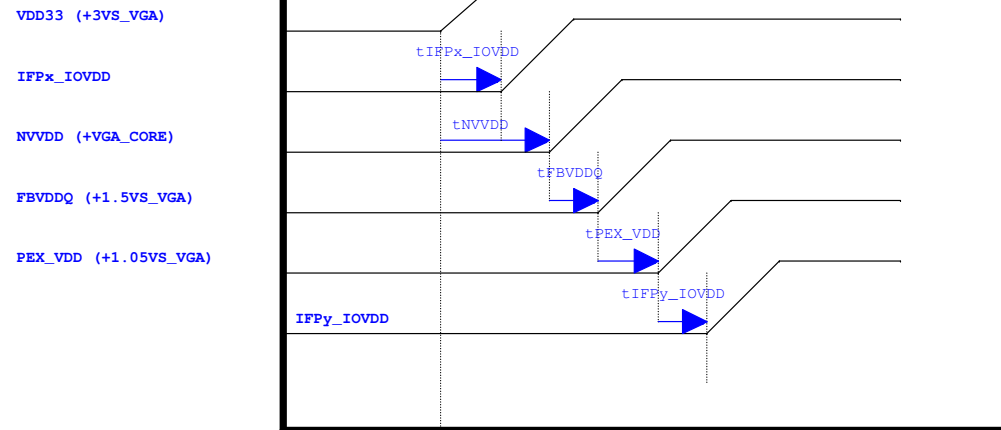 VDD33 (+3VS_VGA)
tIFPx_IOVDD
IFPx_IOVDD
tNVVDD
NVVDD (+VGA_CORE)
tFBVDDQ
FBVDDQ (+1.5VS_VGA)
tPEX_VDD
PEX_VDD (+1.05VS_VGA)
tIFPy_IOVDD
IFPy_IOVDD